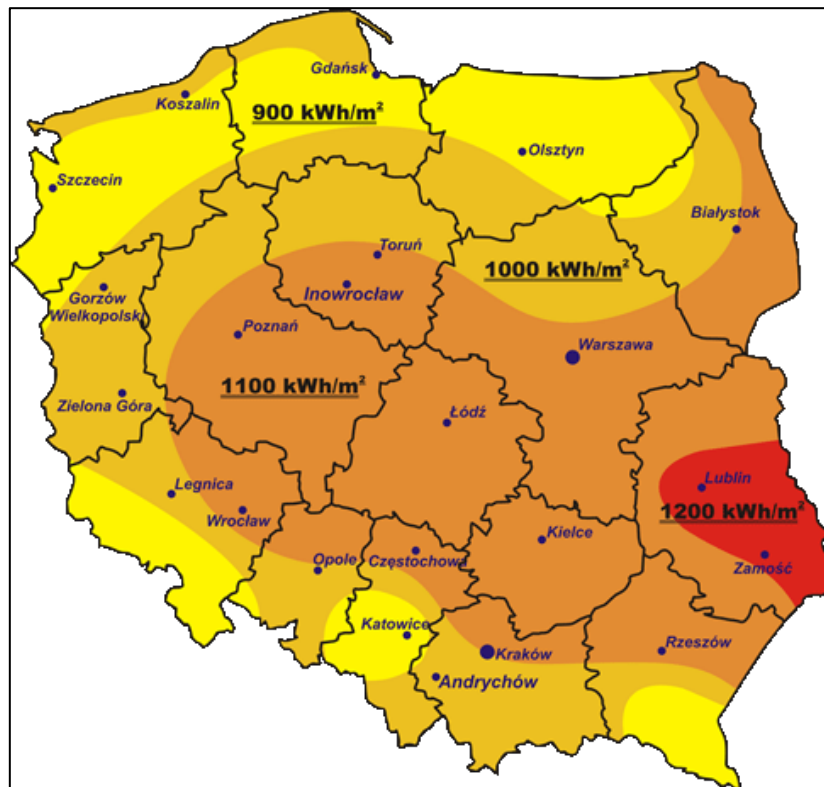 Gdańsk
Koszalin
900 kWh/m²
Olsztyn
Szczecin
Białystok
Toruń
1000 kWh/m²
Gorzów
Wielkopolski
Inowrocław
Poznań
Warszawa
1100 kWh/m²
Zielona Góra
Łódź
Lublin
Legnica
1200 kWh/m²
Wrocław
Kielce
Opole
Częstochowa
Zamość
Katowice
Kraków
Rzeszów
Andrychów